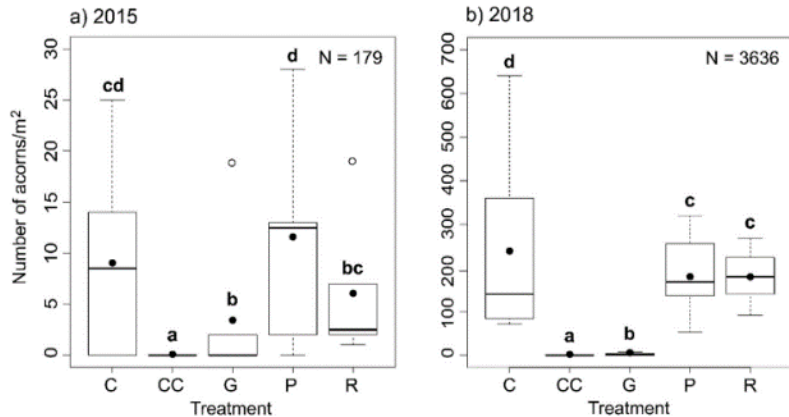 a) 2015
Number of acorns/m²
30
25
20
15
10
5
0
N = 179
cd
a
b
d
bc
C CC G P R
Treatment
b) 2018
700
600
500
400
300
200
100
0
N = 3636
d
a
b
c
c
C CC G P R
Treatment